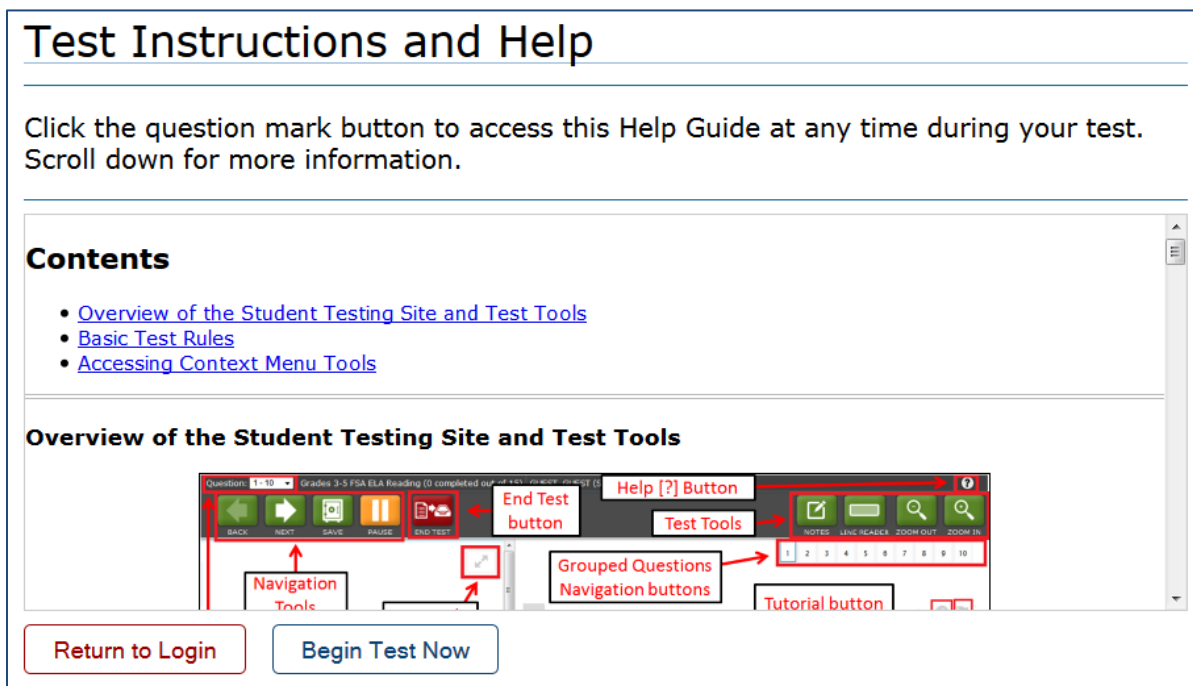 Test Instructions and Help
Click the question mark button to access this Help Guide at any time during your test.
Scroll down for more information.
Contents
• Overview of the Student Testing Site and Test Tools
• Basic Test Rules
• Accessing Context Menu Tools
Overview of the Student Testing Site and Test Tools
Question: 1 - 10 Grades 3-5 FSA ELA Reading (0 completed out of 15) GUEST, GUEST (S
Help [?] Button
?
End Test
button
Test Tools
BACK NEXT SAVE PAUSE END TEST
NOTES LINE READER ZOOM OUT ZOOM IN
1 2 3 4 5 6 7 8 9 10
Grouped Questions
Navigation buttons
Navigation
Tools
Tutorial button
Return to Login
Begin Test Now